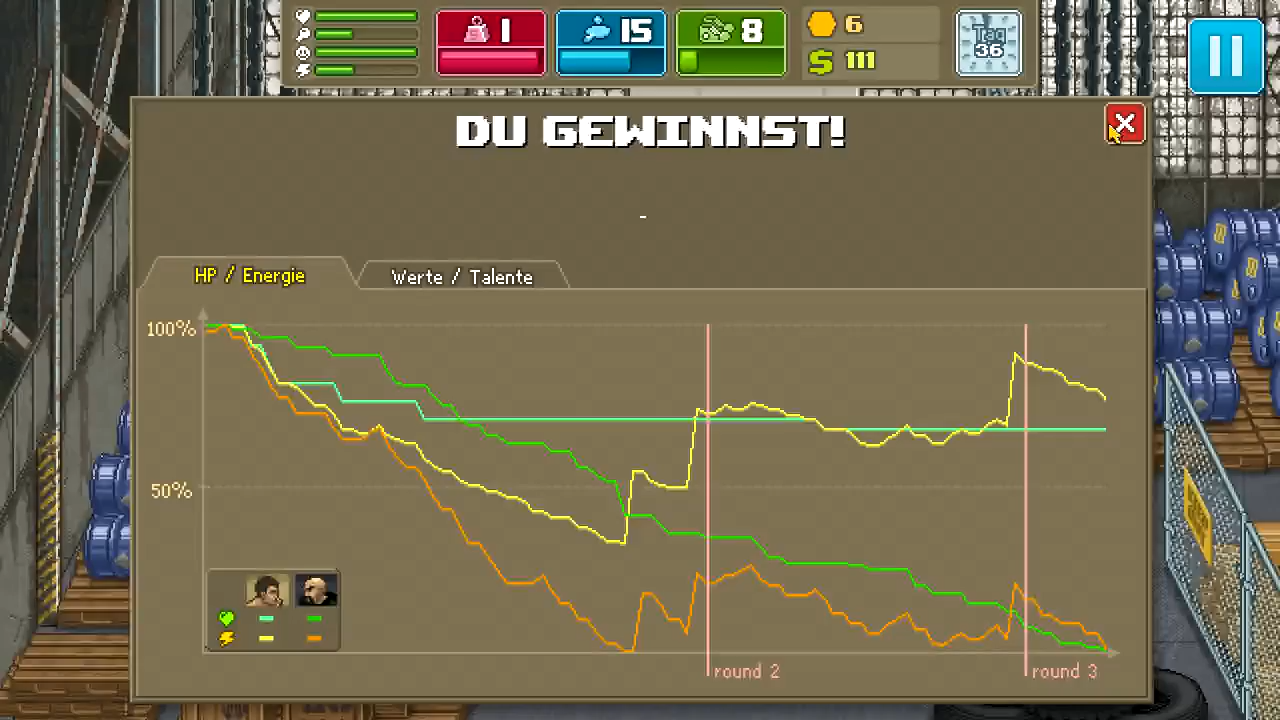 1
15
8
6
111
Tag
36
DU GEWINNST!
-
HP / Energie
Werte / Talente
100%
50%
round 2
round 3